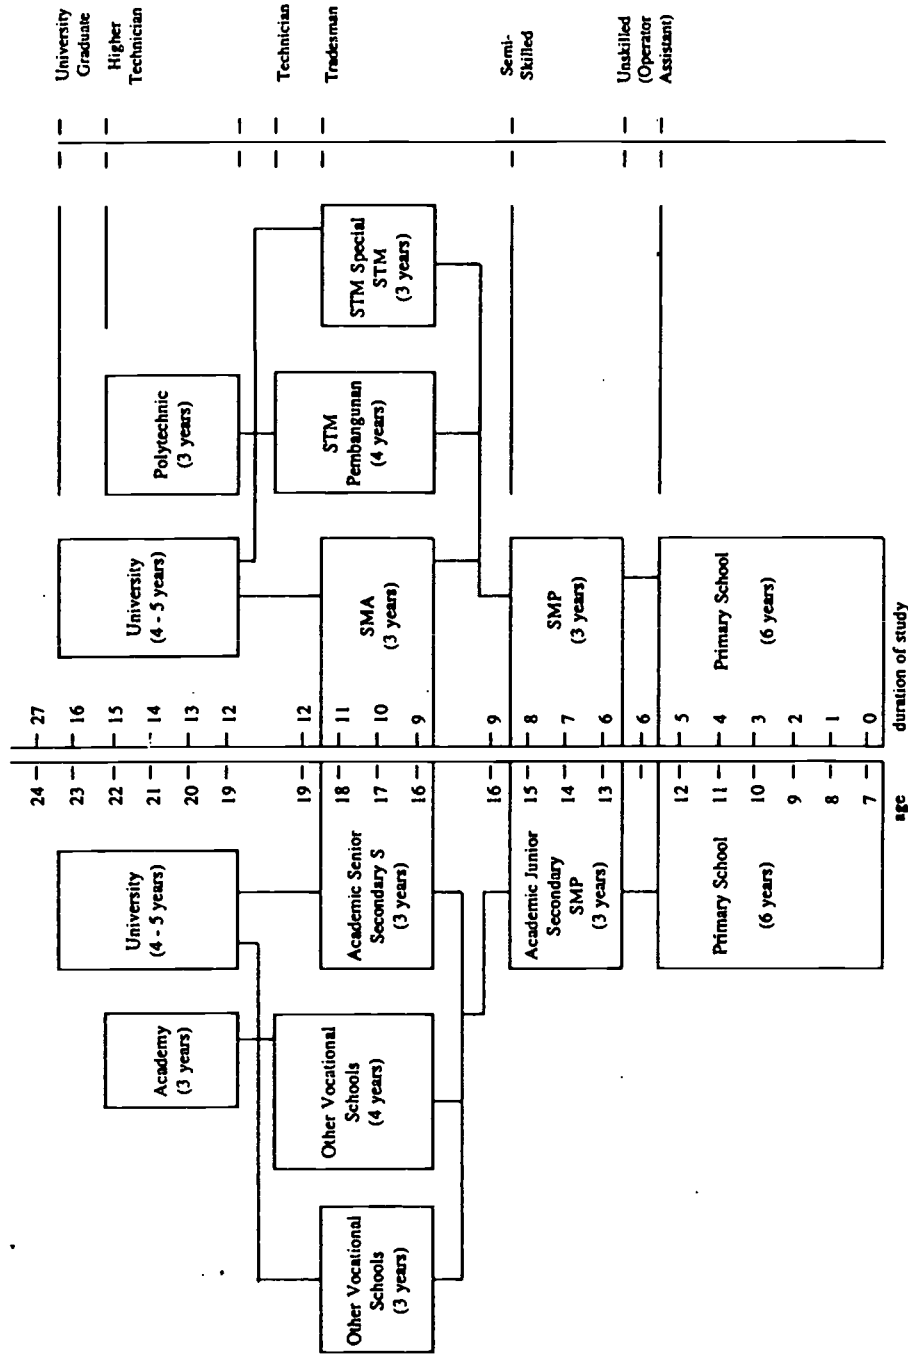 University
(4 - 5 years)
Academy
(3 years)
Other Vocational
Schools
(4 years)
Other Vocational
Schools
(3 years)
Academic Senior
Secondary S
(3 years)
Academic Junior
Secondary
SMP
(3 years)
Primary School
(6 years)
24
23
22
21
20
19
19
18
17
16
16
15
14
13
12
11
10
9
8
7
age
27
16
15
14
13
12
12
11
10
9
9
8
7
6
6
5
4
3
2
1
0
duration of study
University
(4 - 5 years)
Polytechnic
(3 years)
SMA
(3 years)
STM
Pembangunan
(4 years)
STM Special
STM
(3 years)
SMP
(3 years)
Primary School
(6 years)
University
Graduate
Higher
Technician
Technician
Tradesman
Semi-
Skilled
Unskilled
(Operator
Assistant)